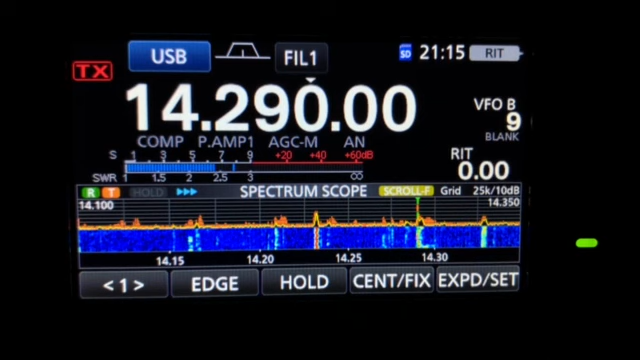 USB FIL1 SD 21:15 RIT
TX
14.290.00 VFO B
9
BLANK
COMP P.AMP1 AGC-M AN
S 1 3 5 7 9 +20 +40 +60dB RIT
SWR 1 1.5 2 2.5 3 ∞ 0.00
R T HOLD SPECTRUM SCOPE SCROLL-F Grid 25k/10dB
14.100 14.350
14.15 14.20 14.25 14.30
<1> EDGE HOLD CENT/FIX EXPD/SET